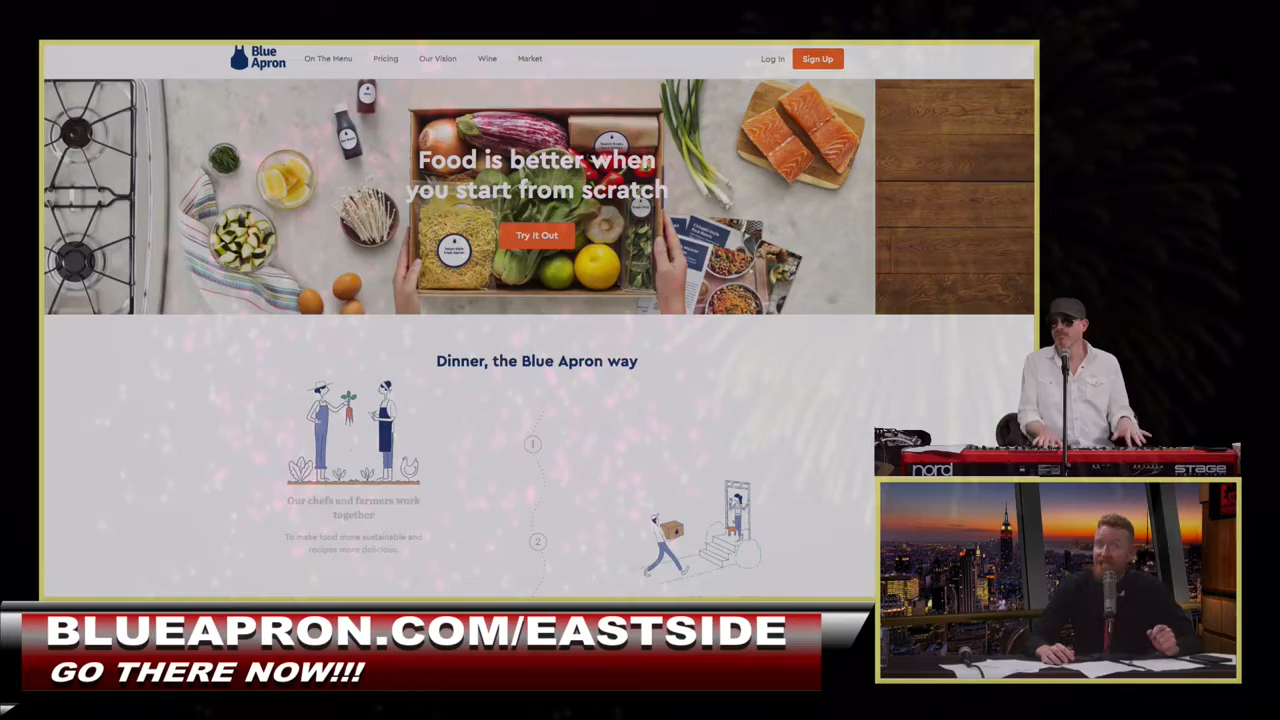 Blue
Apron
On The Menu
Pricing
Our Vision
Wine
Market
Log In
Sign Up
Food is better when
you start from scratch
Try It Out
Dinner, the Blue Apron way
1
Our chefs and farmers work
together
To make food more sustainable and
recipes more delicious.
2
nord
STAGE
BLUEAPRON.COM/EASTSIDE
GO THERE NOW!!!